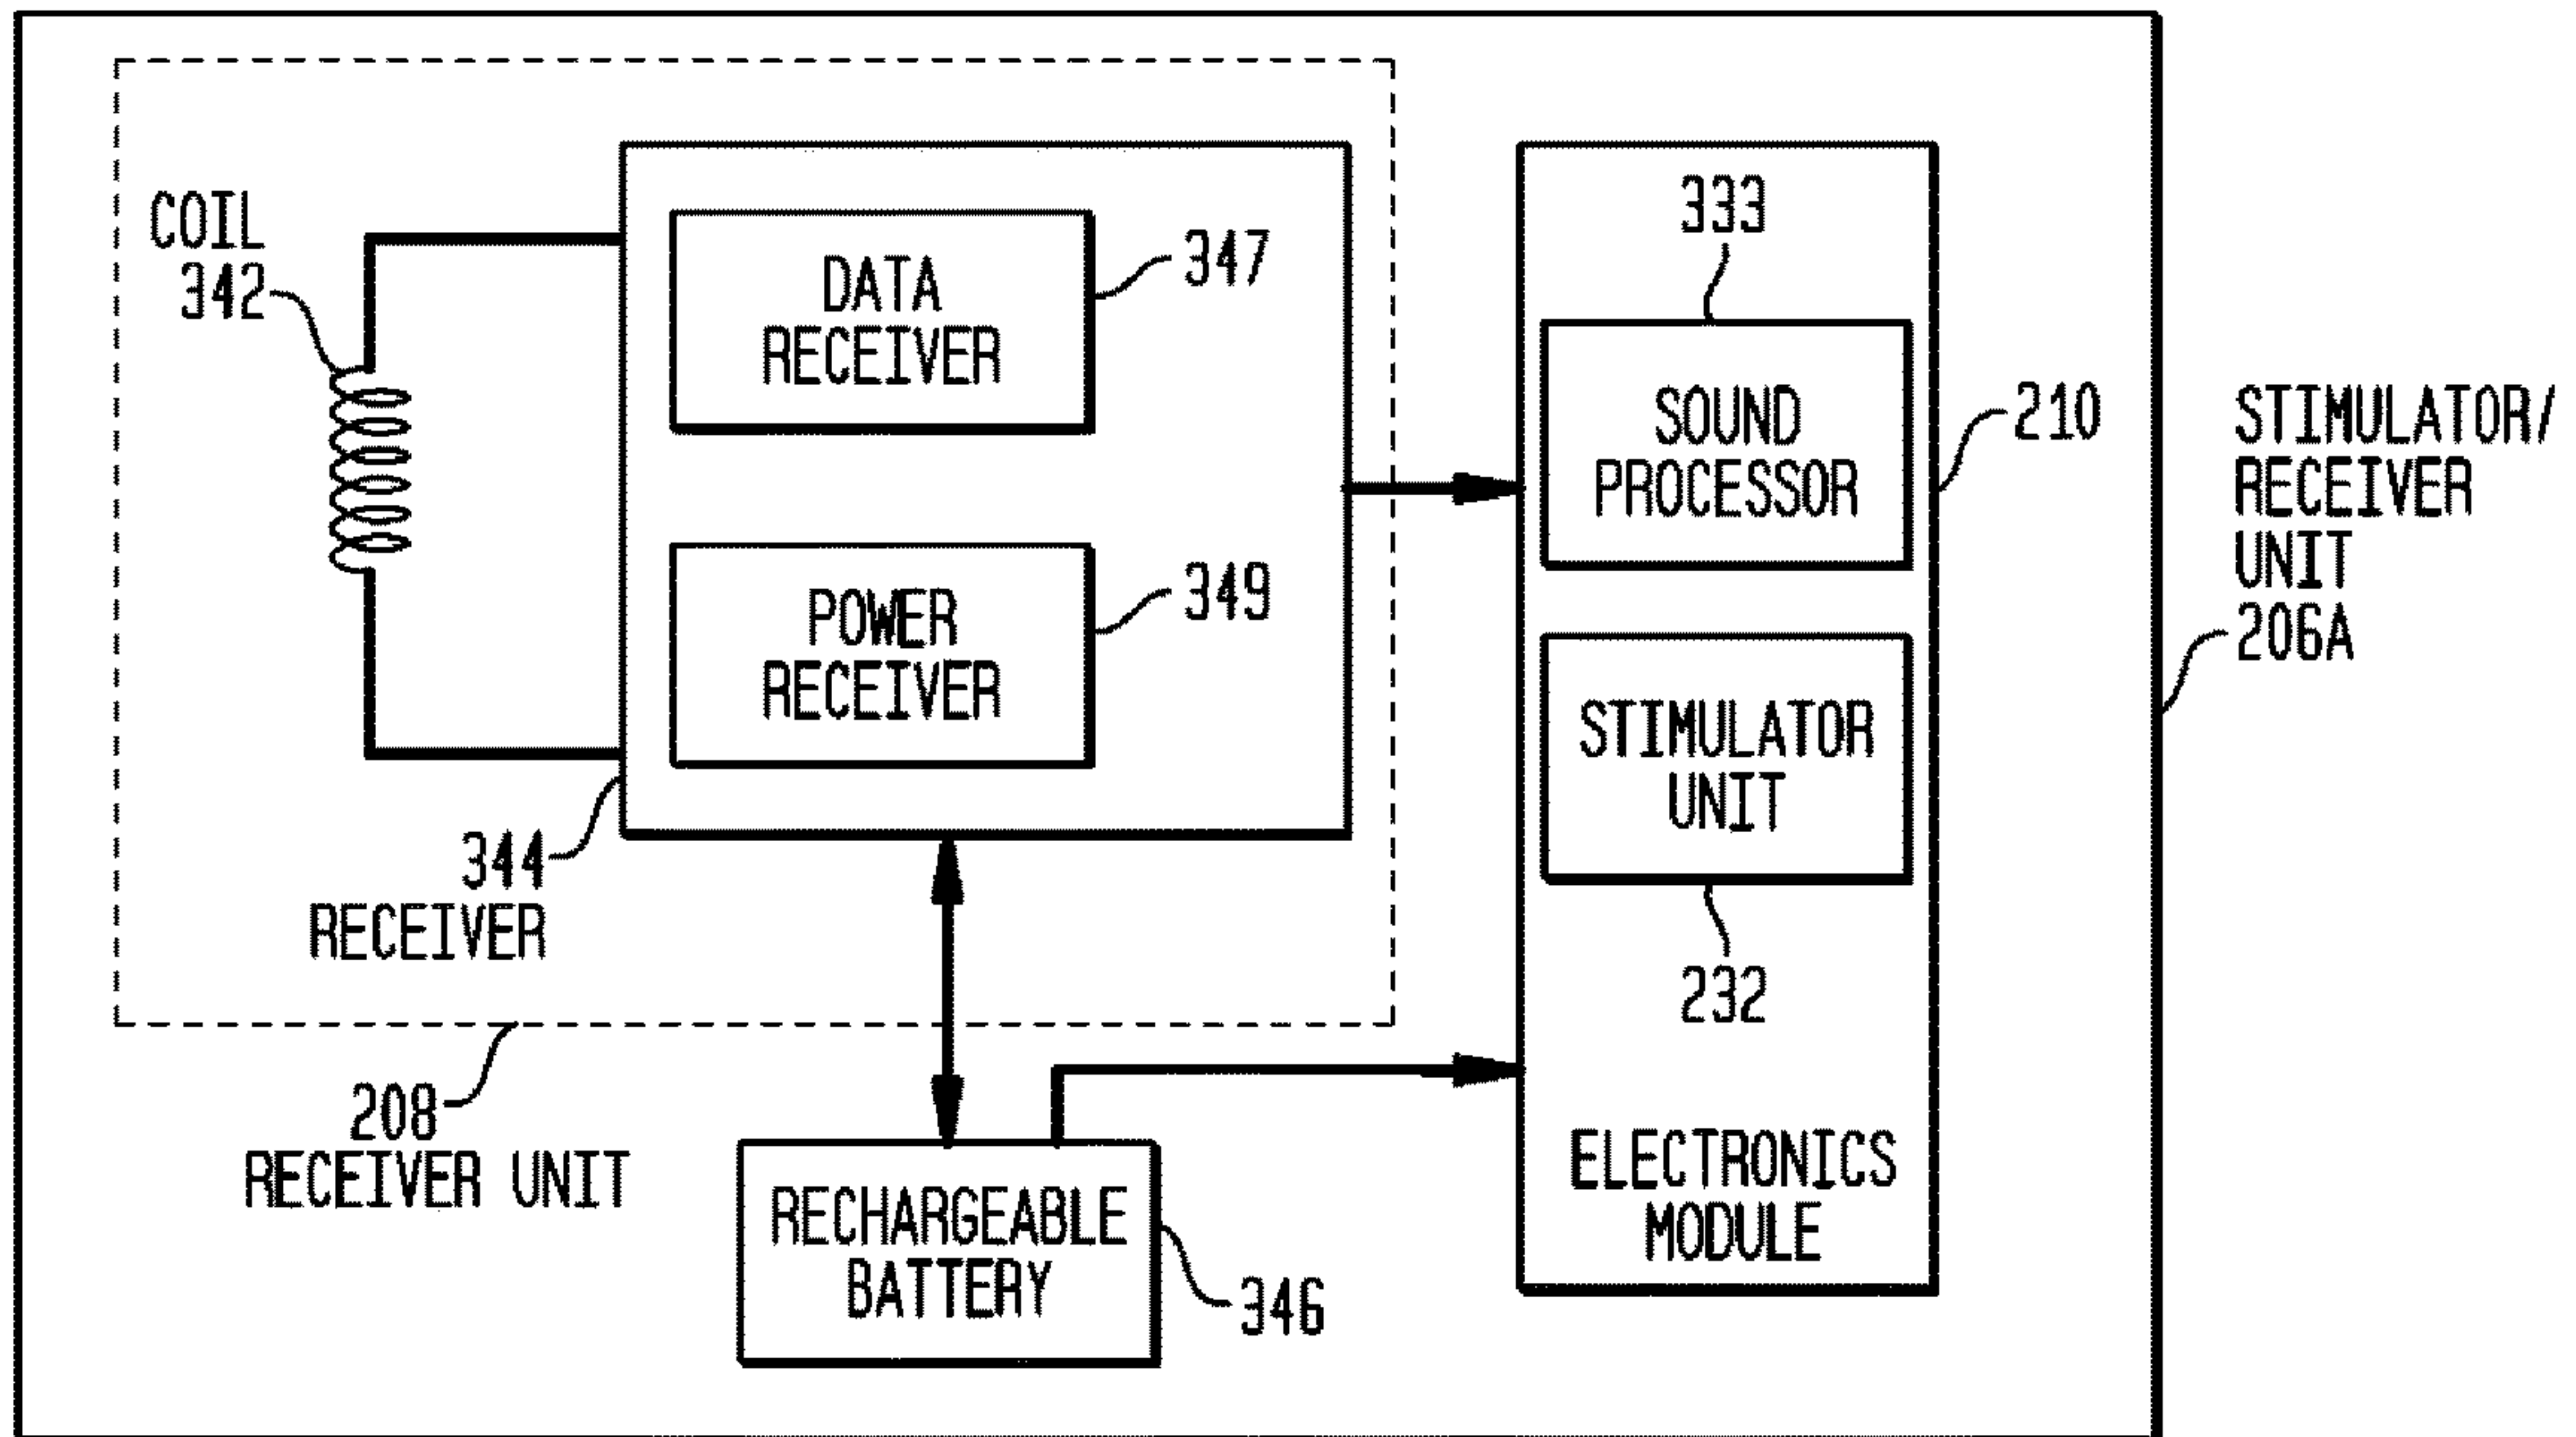 COIL
342
DATA
RECEIVER
347
POWER
RECEIVER
349
344
RECEIVER
208
RECEIVER UNIT
RECHARGEABLE
BATTERY
346
333
SOUND
PROCESSOR
210
STIMULATOR
UNIT
232
ELECTRONICS
MODULE
STIMULATOR/
RECEIVER
UNIT
206A